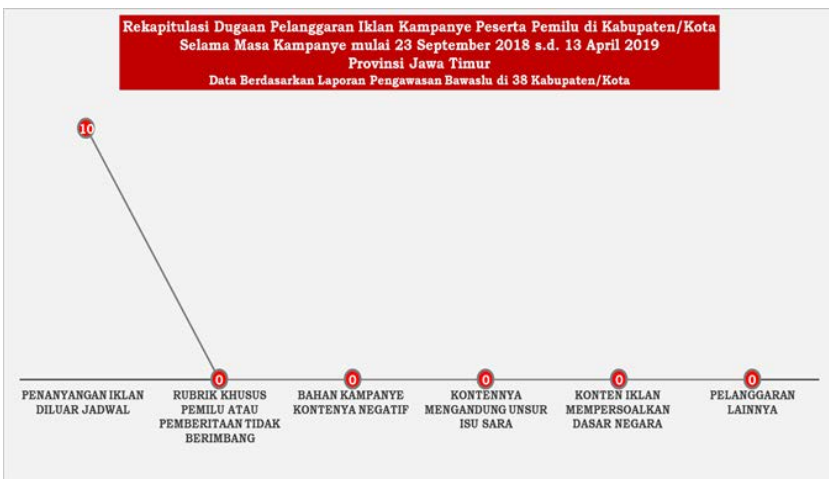 Rekapitulasi Dugaan Pelanggaran Iklan Kampanye Peserta Pemilu di Kabupaten/Kota
Selama Masa Kampanye mulai 23 September 2018 s.d. 13 April 2019
Provinsi Jawa Timur
Data Berdasarkan Laporan Pengawasan Bawaslu di 38 Kabupaten/Kota
10
0
0
0
0
0
PENANYANGAN IKLAN
DILUAR JADWAL
RUBRIK KHUSUS
PEMILU ATAU
PEMBERITAAN TIDAK
BERIMBANG
BAHAN KAMPANYE
KONTENYA NEGATIF
KONTENNYA
MENGANDUNG UNSUR
ISU SARA
KONTEN IKLAN
MEMPERSOALKAN
DASAR NEGARA
PELANGGARAN
LAINNYA